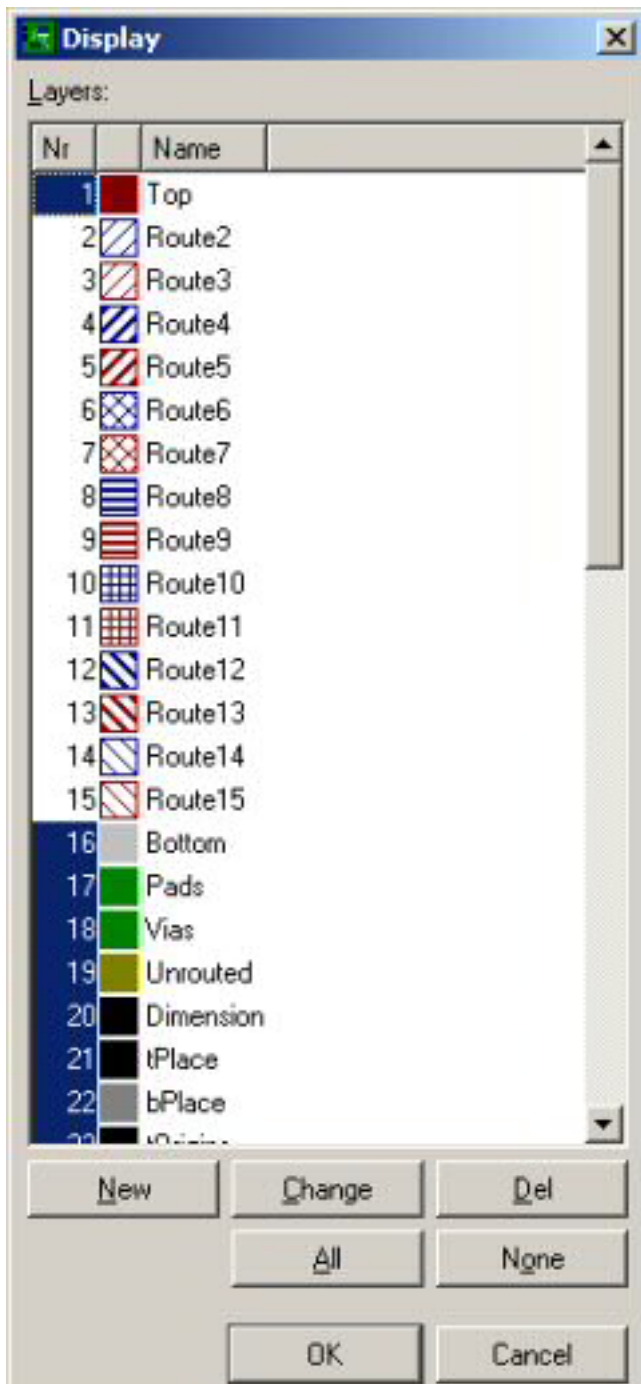 Display
Layers:
Nr Name
1 Top
2 Route2
3 Route3
4 Route4
5 Route5
6 Route6
7 Route7
8 Route8
9 Route9
10 Route10
11 Route11
12 Route12
13 Route13
14 Route14
15 Route15
16 Bottom
17 Pads
18 Vias
19 Unrouted
20 Dimension
21 tPlace
22 bPlace
New Change Del
All None
OK Cancel